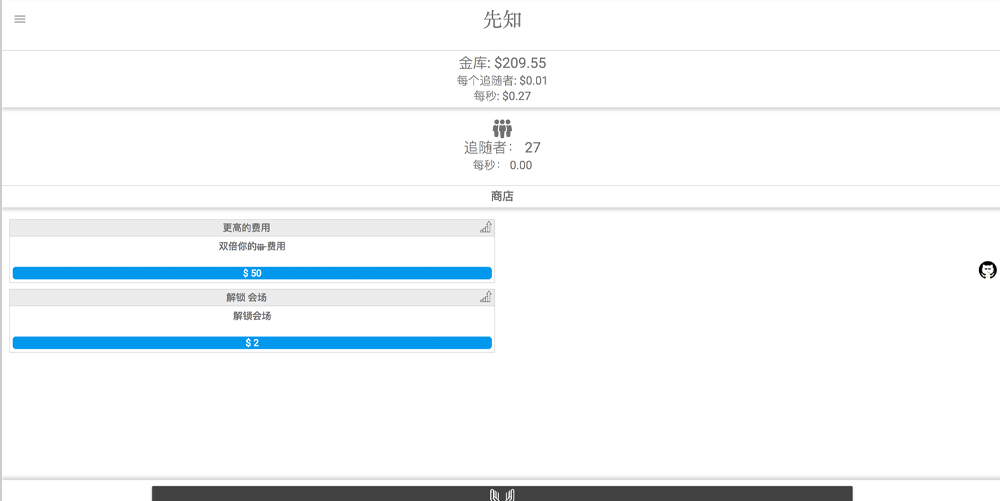 先知
金库: $209.55
每个追随者: $0.01
每秒: $0.27
追随者： 27
每秒： 0.00
商店
更高的费用
双倍你的 费用
$ 50
解锁 会场
解锁会场
$ 2